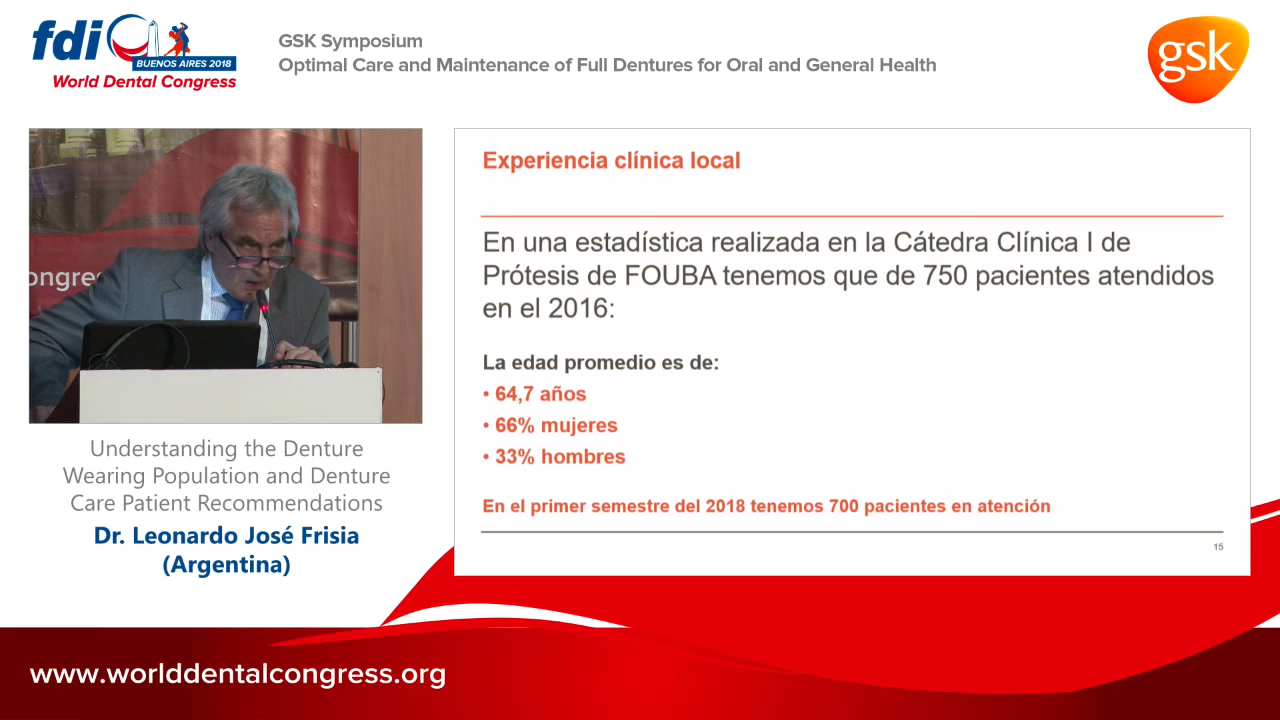 fdi
BUENOS AIRES 2018
World Dental Congress
GSK Symposium
Optimal Care and Maintenance of Full Dentures for Oral and General Health
gsk
ongre
Experiencia clínica local
En una estadística realizada en la Cátedra Clínica I de
Prótesis de FOUBA tenemos que de 750 pacientes atendidos
en el 2016:
La edad promedio es de:
• 64,7 años
• 66% mujeres
• 33% hombres
En el primer semestre del 2018 tenemos 700 pacientes en atención
15
Understanding the Denture
Wearing Population and Denture
Care Patient Recommendations
Dr. Leonardo José Frisia
(Argentina)
www.worlddentalcongress.org